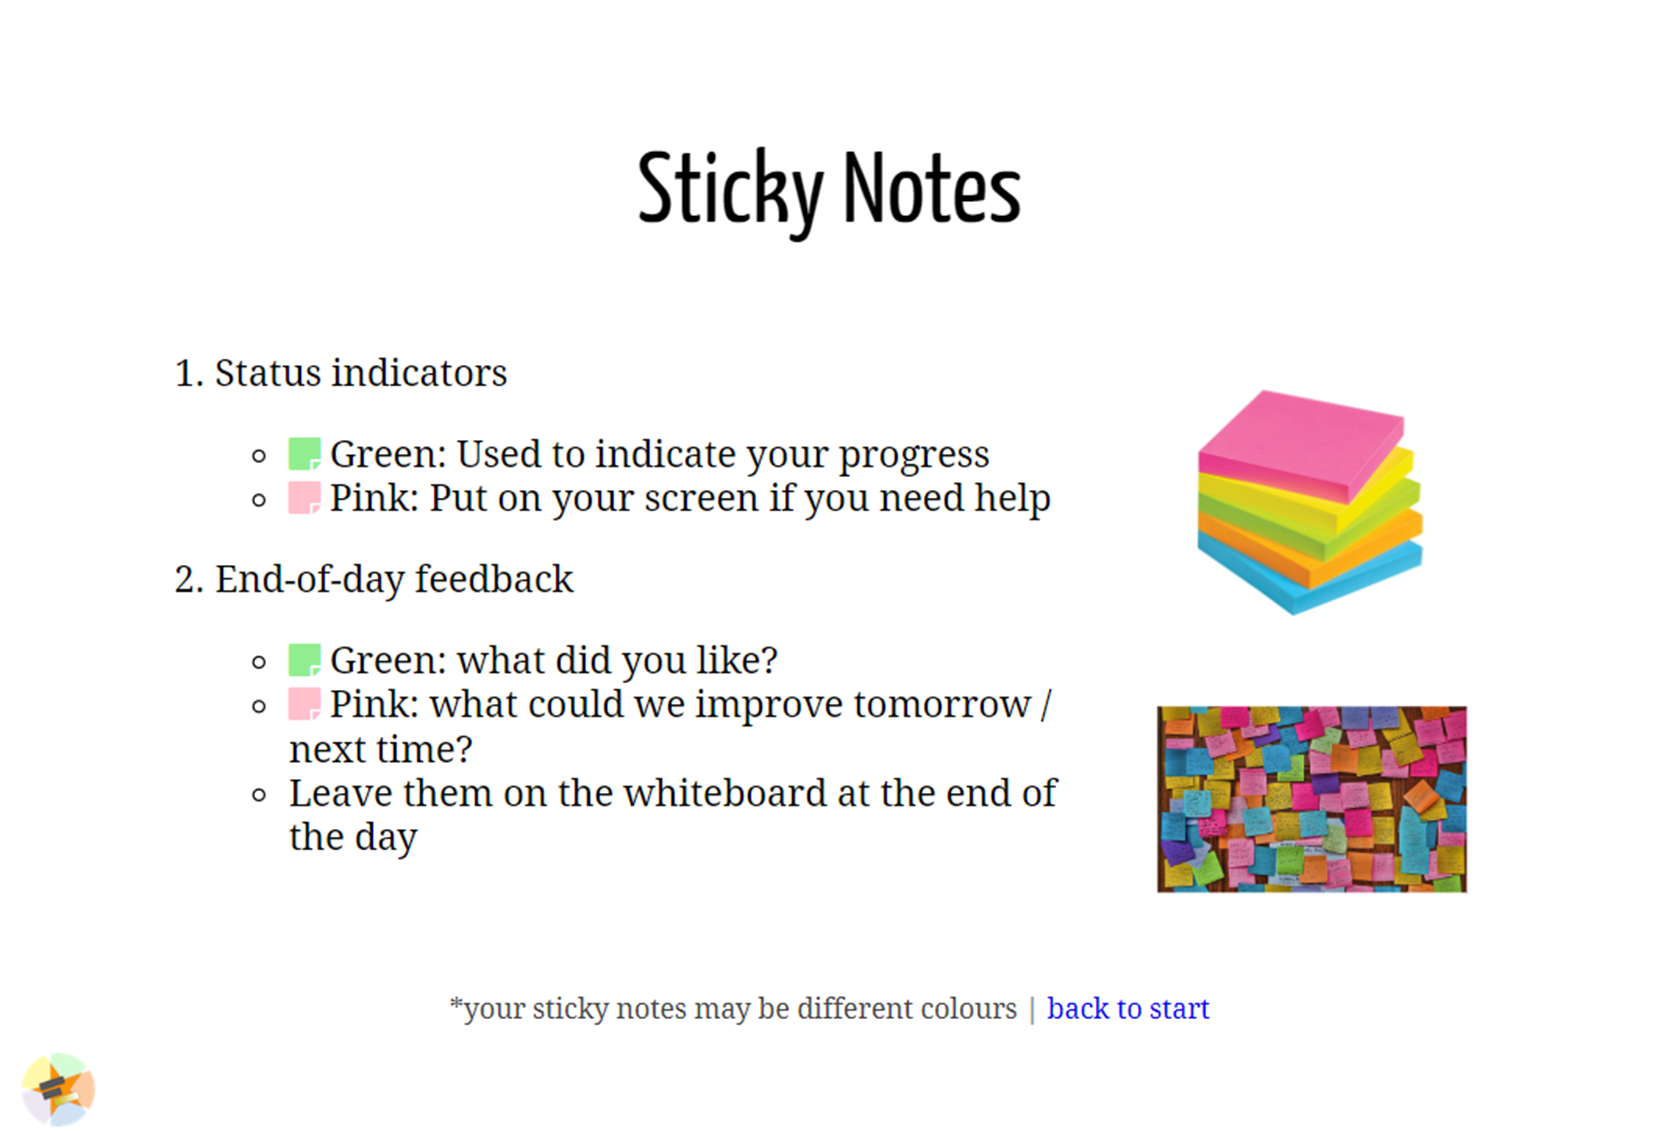 Sticky Notes
1. Status indicators
Green: Used to indicate your progress
Pink: Put on your screen if you need help
2. End-of-day feedback
Green: what did you like?
Pink: what could we improve tomorrow /
next time?
Leave them on the whiteboard at the end of
the day
*your sticky notes may be different colours | back to start